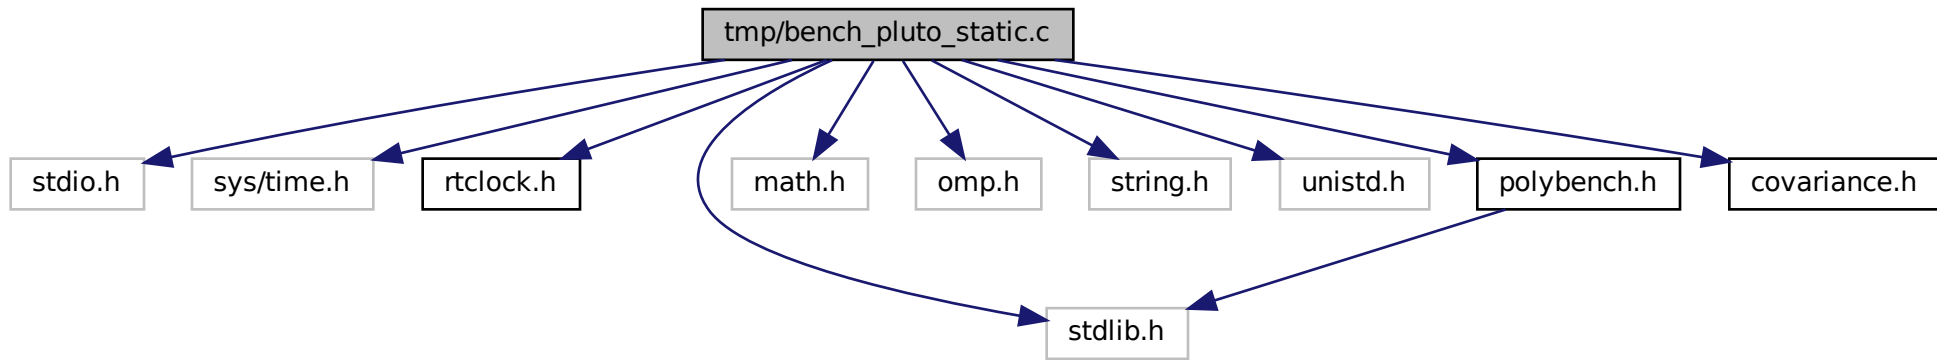 tmp/bench_pluto_static.c
stdio.h
sys/time.h
rtclock.h
math.h
omp.h
string.h
unistd.h
polybench.h
covariance.h
stdlib.h